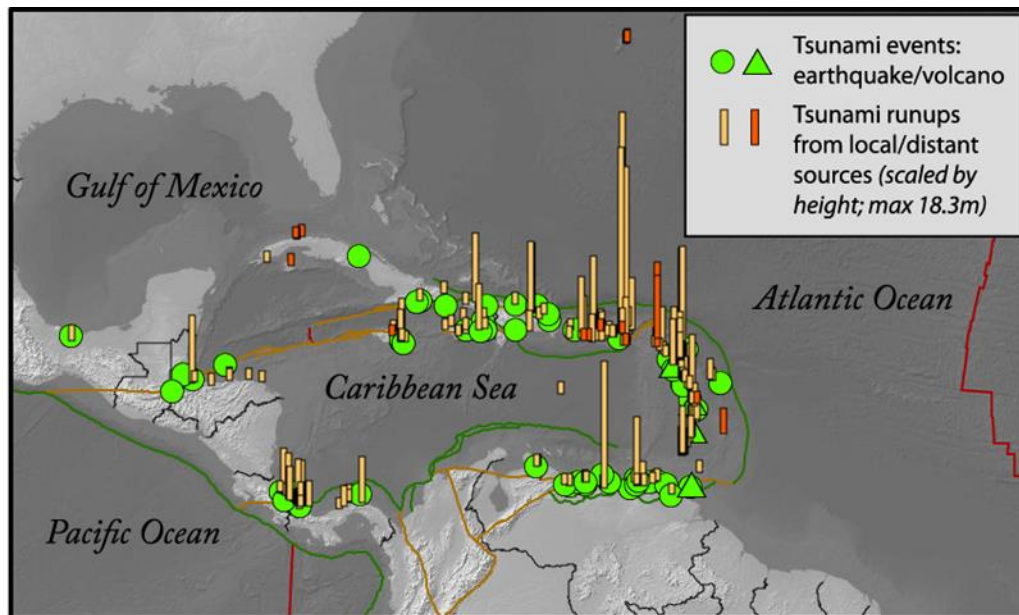 Tsunami events:
earthquake/volcano
Tsunami runups
from local/distant
sources (scaled by
height; max 18.3m)
Gulf of Mexico
Atlantic Ocean
Caribbean Sea
Pacific Ocean